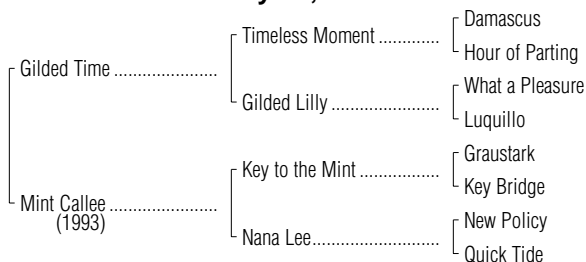 Damascus
Timeless Moment ............
Hour of Parting
Gilded Time .....................
What a Pleasure
Gilded Lilly ......................
Luquillo
Graustark
Key to the Mint ................
Key Bridge
Mint Callee ......................
(1993)
New Policy
Nana Lee.........................
Quick Tide